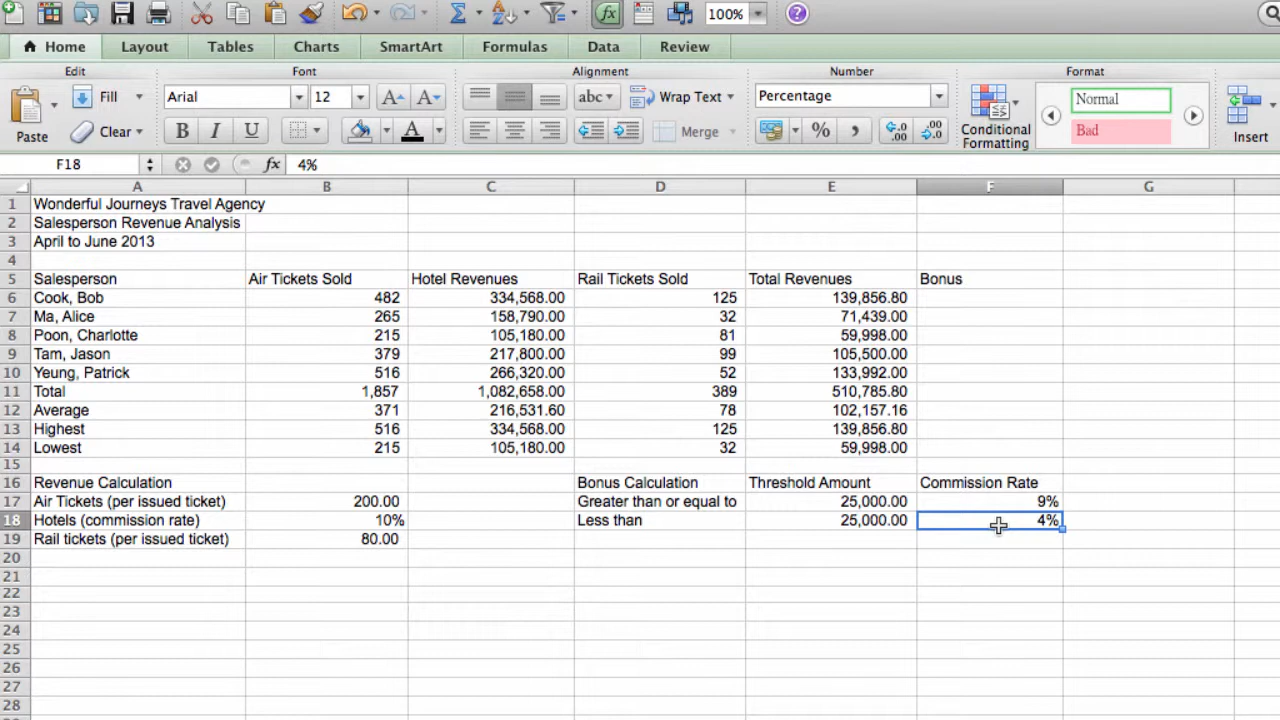 100%
Home Layout Tables Charts SmartArt Formulas Data Review
Edit Font Alignment Number Format
Fill Arial 12 A A abc Wrap Text Percentage Normal
Paste Clear B I U A Merge % Conditional Formatting Bad Insert
F18 fx 4%
A B C D E F G
1 Wonderful Journeys Travel Agency
2 Salesperson Revenue Analysis
3 April to June 2013
4
5 Salesperson Air Tickets Sold Hotel Revenues Rail Tickets Sold Total Revenues Bonus
6 Cook, Bob 482 334,568.00 125 139,856.80
7 Ma, Alice 265 158,790.00 32 71,439.00
8 Poon, Charlotte 215 105,180.00 81 59,998.00
9 Tam, Jason 379 217,800.00 99 105,500.00
10 Yeung, Patrick 516 266,320.00 52 133,992.00
11 Total 1,857 1,082,658.00 389 510,785.80
12 Average 371 216,531.60 78 102,157.16
13 Highest 516 334,568.00 125 139,856.80
14 Lowest 215 105,180.00 32 59,998.00
15
16 Revenue Calculation Bonus Calculation Threshold Amount Commission Rate
17 Air Tickets (per issued ticket) 200.00 Greater than or equal to 25,000.00 9%
18 Hotels (commission rate) 10% Less than 25,000.00 4%
19 Rail tickets (per issued ticket) 80.00
20
21
22
23
24
25
26
27
28